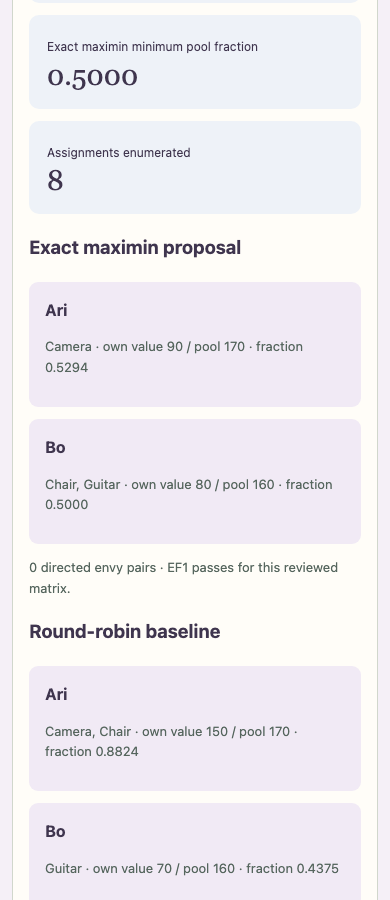 Exact maximin minimum pool fraction
0.5000
Assignments enumerated
8
Exact maximin proposal
Ari
Camera · own value 90 / pool 170 · fraction
0.5294
Bo
Chair, Guitar · own value 80 / pool 160 · fraction
0.5000
0 directed envy pairs · EF1 passes for this reviewed
matrix.
Round-robin baseline
Ari
Camera, Chair · own value 150 / pool 170 ·
fraction 0.8824
Bo
Guitar · own value 70 / pool 160 · fraction 0.4375